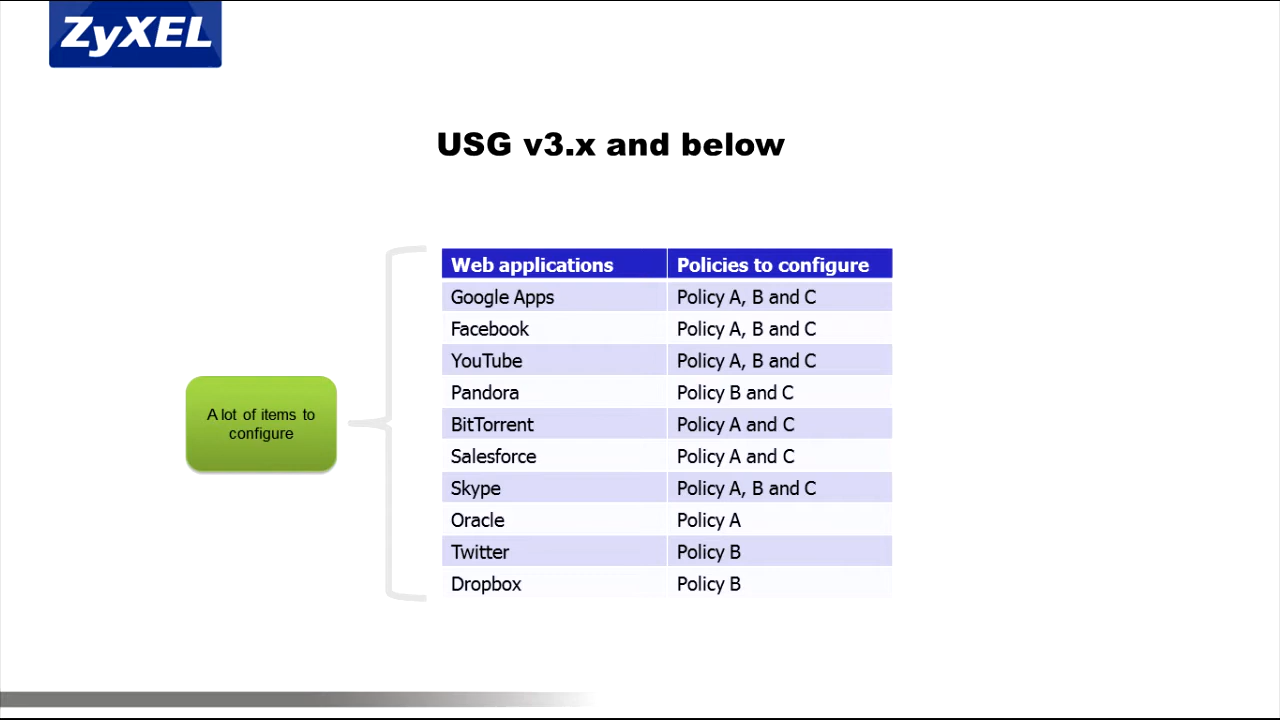 ZyXEL
USG v3.x and below
Web applications Policies to configure
Google Apps Policy A, B and C
Facebook Policy A, B and C
YouTube Policy A, B and C
Pandora Policy B and C
BitTorrent Policy A and C
Salesforce Policy A and C
Skype Policy A, B and C
Oracle Policy A
Twitter Policy B
Dropbox Policy B
A lot of items to
configure